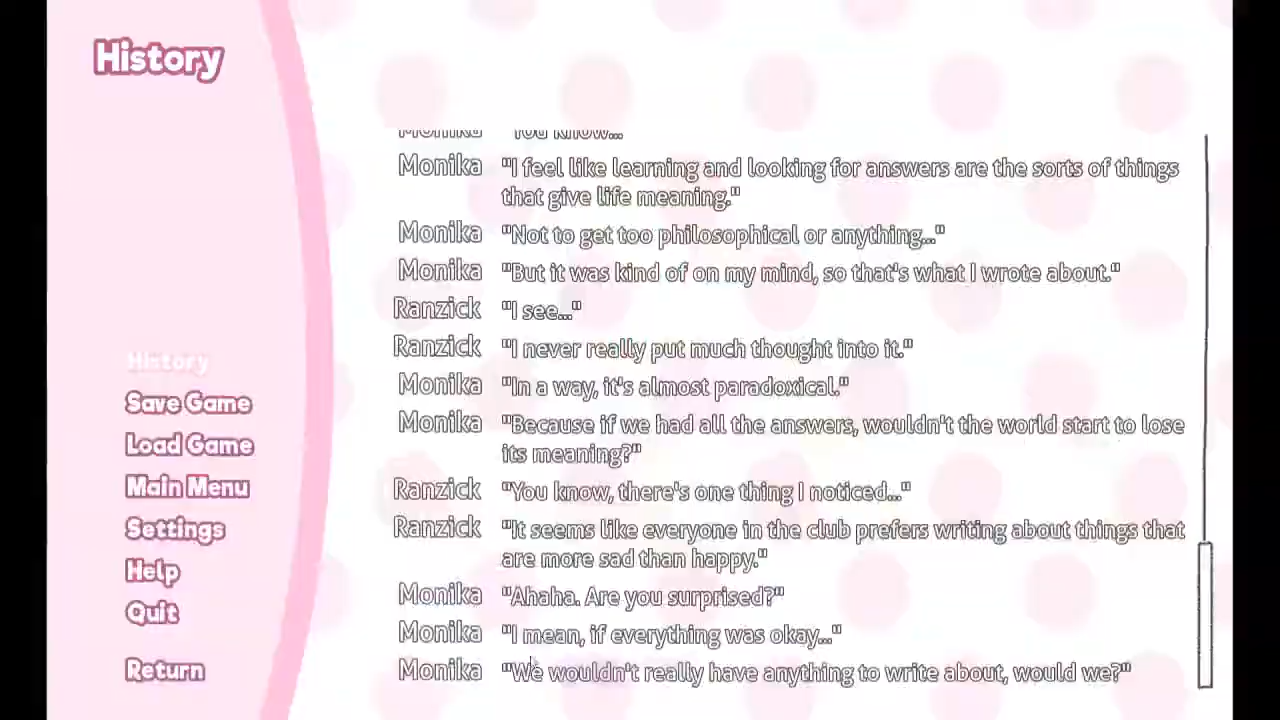 History
Monika "You know...
Monika "I feel like learning and looking for answers are the sorts of things
that give life meaning."
Monika "Not to get too philosophical or anything..."
Monika "But it was kind of on my mind, so that's what I wrote about."
Ranzick "I see..."
Ranzick "I never really put much thought into it."
Monika "In a way, it's almost paradoxical."
Monika "Because if we had all the answers, wouldn't the world start to lose
its meaning?"
Ranzick "You know, there's one thing I noticed..."
Ranzick "It seems like everyone in the club prefers writing about things that
are more sad than happy."
Monika "Ahaha. Are you surprised?"
Monika "I mean, if everything was okay..."
Monika "We wouldn't really have anything to write about, would we?"
History
Save Game
Load Game
Main Menu
Settings
Help
Quit
Return